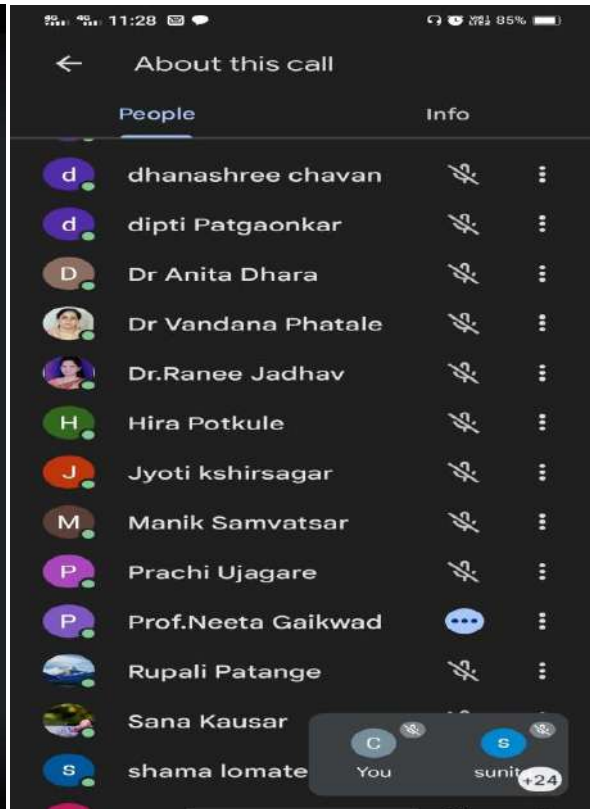 11:28 85%
About this call
People Info
d dhanashree chavan
d dipti Patgaonkar
D Dr Anita Dhara
Dr Vandana Phatale
Dr.Ranee Jadhav
H Hira Potkule
J Jyoti kshirsagar
M Manik Samvatsar
P Prachi Ujagare
P Prof.Neeta Gaikwad
Rupali Patange
Sana Kausar
C S
s shama lomate You sunit +24